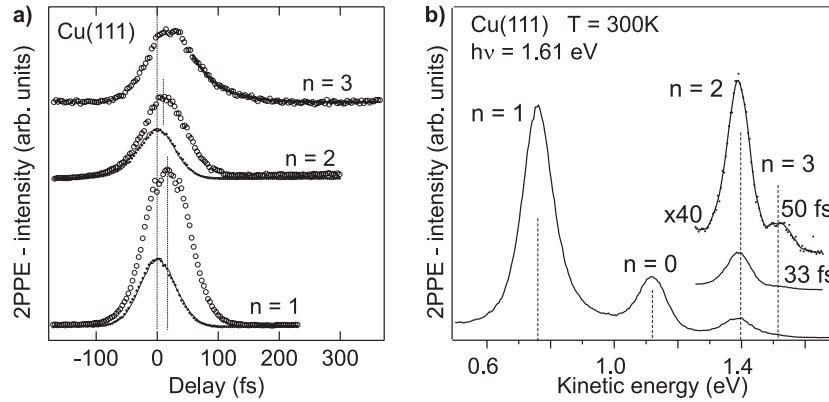 a)
Cu(111)
n = 3
n = 2
n = 1
2PPE - intensity (arb. units)
-100
0
100
200
300
Delay (fs)
b)
Cu(111) T = 300K
hν = 1.61 eV
n = 1
n = 2
n = 3
x40
50 fs
n = 0
33 fs
2PPE - intensity (arb. units)
0.6
1.0
1.4
Kinetic energy (eV)